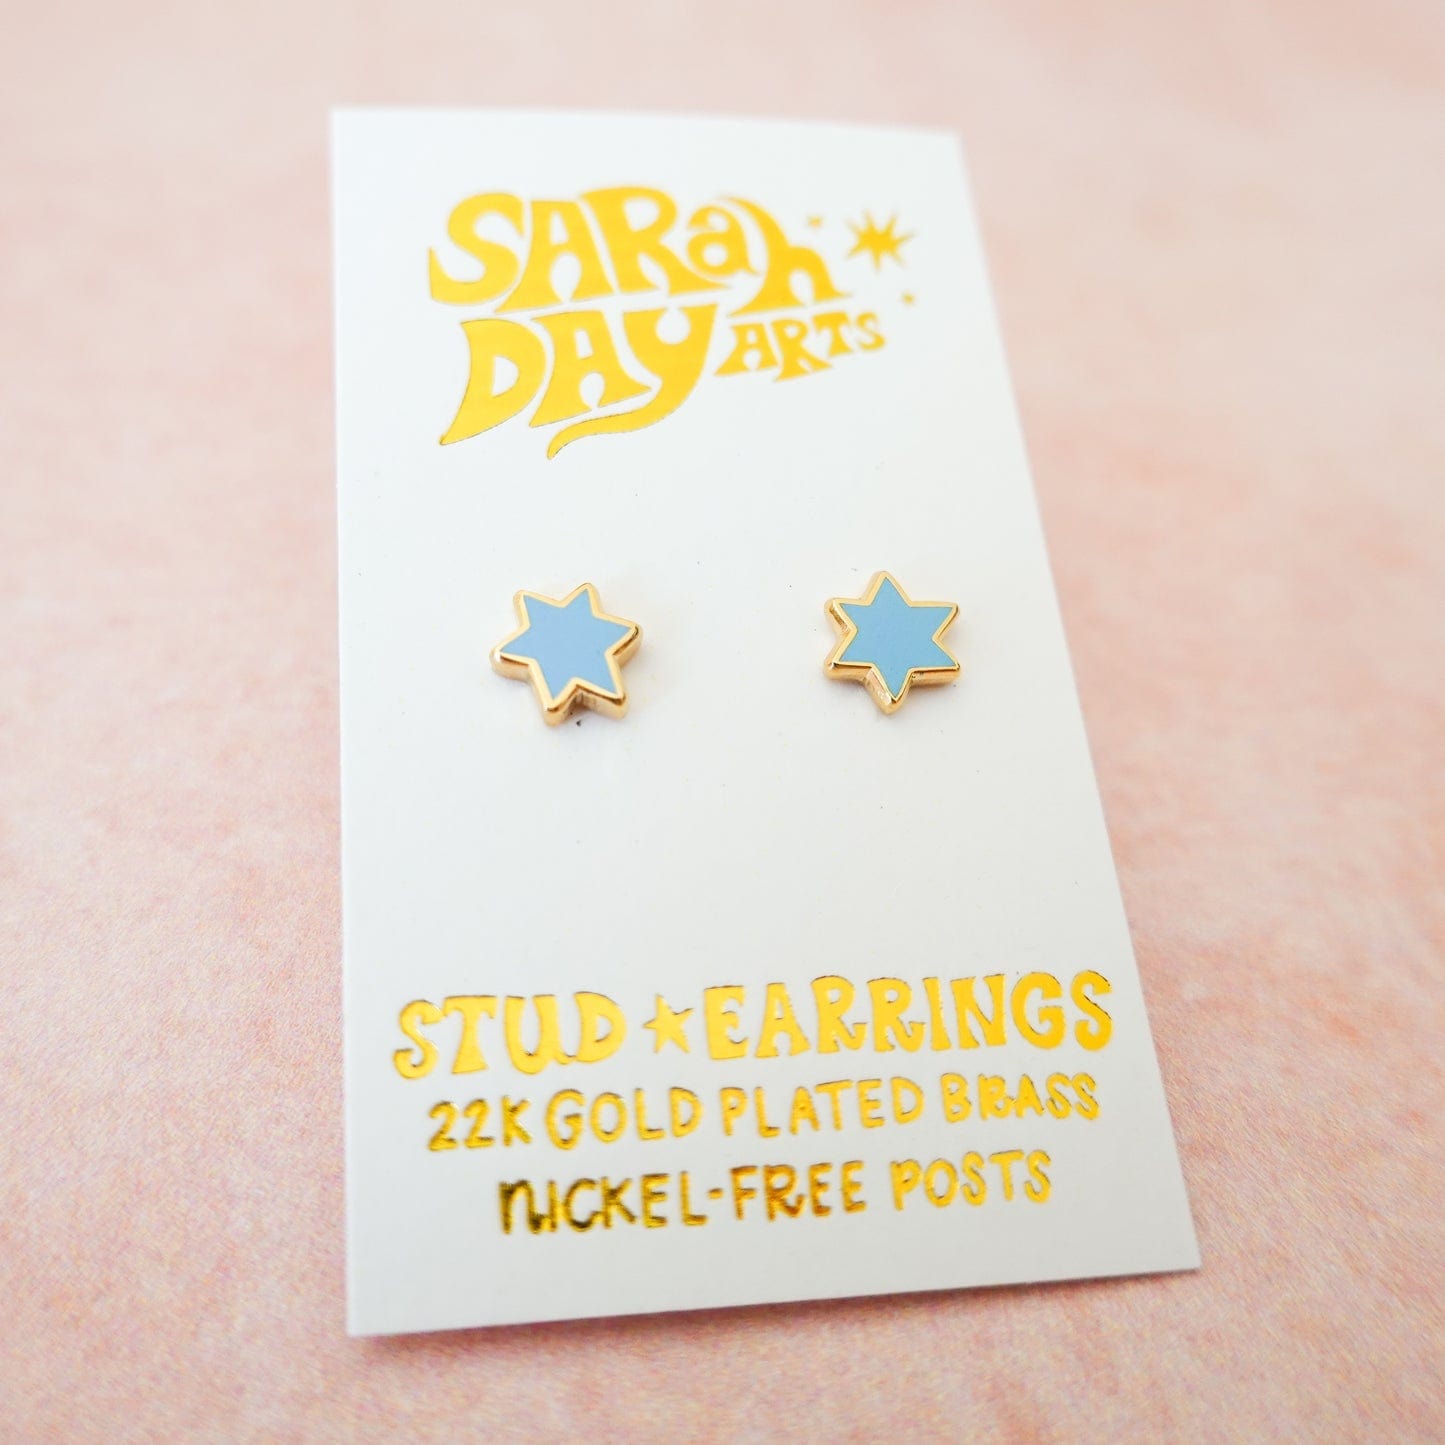 SARah
DAY ARTS
STUD ★ EARRINGS
22K GOLD PLATED BRASS
NICKEL-FREE POSTS